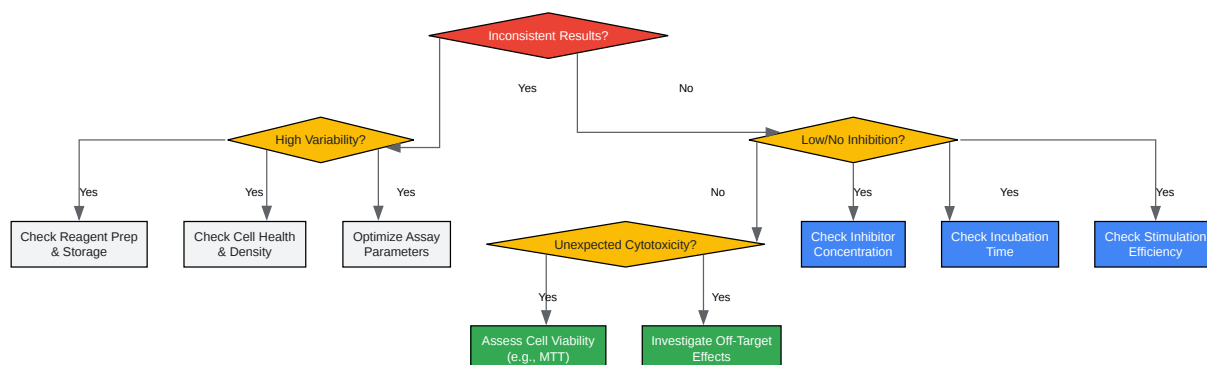 Inconsistent Results?
Yes
No
High Variability?
Low/No Inhibition?
Yes
Yes
Yes
No
Yes
Yes
Yes
Check Reagent Prep
& Storage
Check Cell Health
& Density
Optimize Assay
Parameters
Unexpected Cytotoxicity?
Check Inhibitor
Concentration
Check Incubation
Time
Check Stimulation
Efficiency
Yes
Yes
Assess Cell Viability
(e.g., MTT)
Investigate Off-Target
Effects